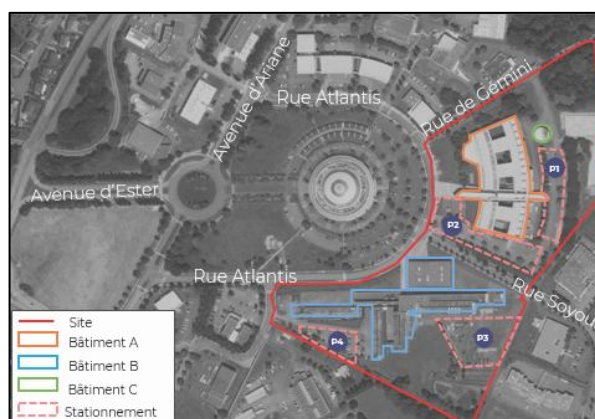 Avenue d'Ariane
Rue Atlantis
Rue de Gémini
P1
Avenue d'Ester
P2
Rue Atlantis
Rue Soyouz
P3
P4
Site
Bâtiment A
Bâtiment B
Bâtiment C
Stationnement